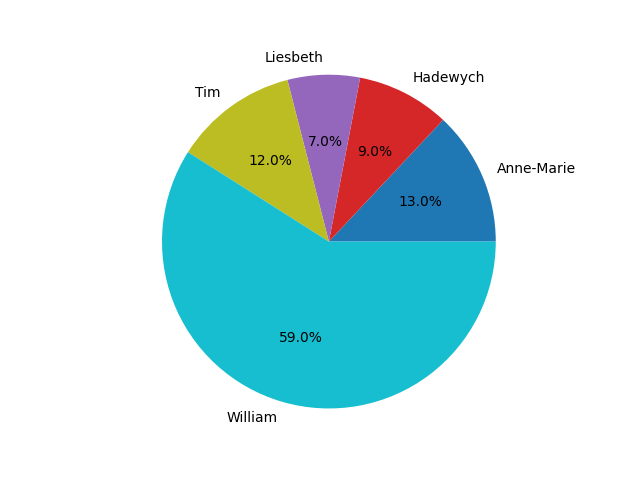 Liesbeth
Hadewych
Tim
7.0%
9.0%
12.0%
Anne-Marie
13.0%
59.0%
William